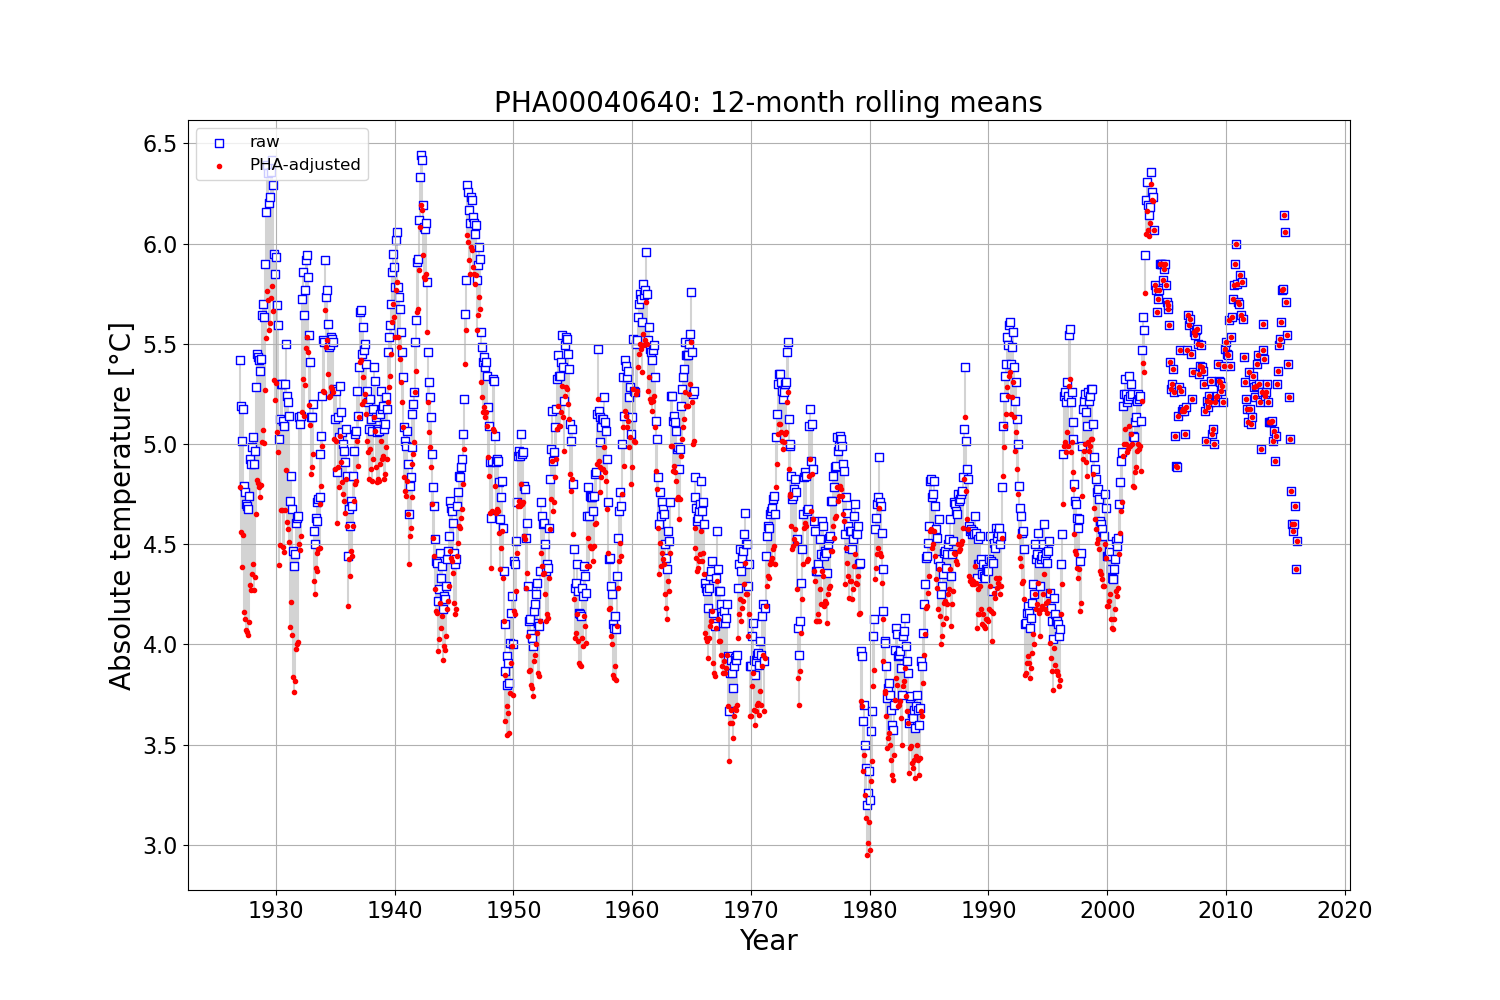 PHA00040640: 12-month rolling means
raw
PHA-adjusted
Absolute temperature [°C]
6.5
6.0
5.5
5.0
4.5
4.0
3.5
3.0
1930 1940 1950 1960 1970 1980 1990 2000 2010 2020
Year